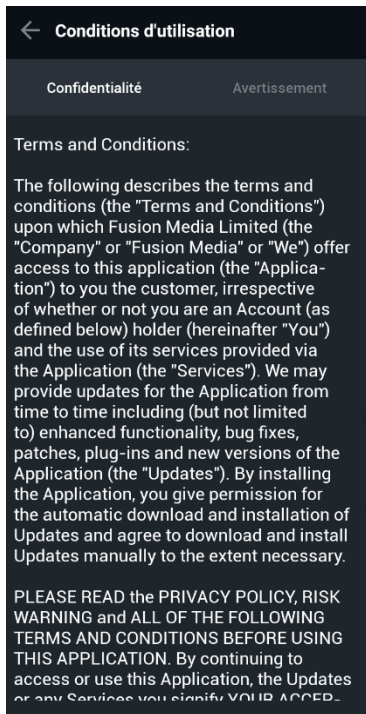 Conditions d'utilisation
Confidentialité
Avertissement
Terms and Conditions:
The following describes the terms and
conditions (the "Terms and Conditions")
upon which Fusion Media Limited (the
"Company" or "Fusion Media" or "We") offer
access to this application (the "Applica-
tion") to you the customer, irrespective
of whether or not you are an Account (as
defined below) holder (hereinafter "You")
and the use of its services provided via
the Application (the "Services"). We may
provide updates for the Application from
time to time including (but not limited
to) enhanced functionality, bug fixes,
patches, plug-ins and new versions of the
Application (the "Updates"). By installing
the Application, you give permission for
the automatic download and installation of
Updates and agree to download and install
Updates manually to the extent necessary.
PLEASE READ the PRIVACY POLICY, RISK
WARNING and ALL OF THE FOLLOWING
TERMS AND CONDITIONS BEFORE USING
THIS APPLICATION. By continuing to
access or use this Application, the Updates
or any Services you signify YOUR ACCEP-